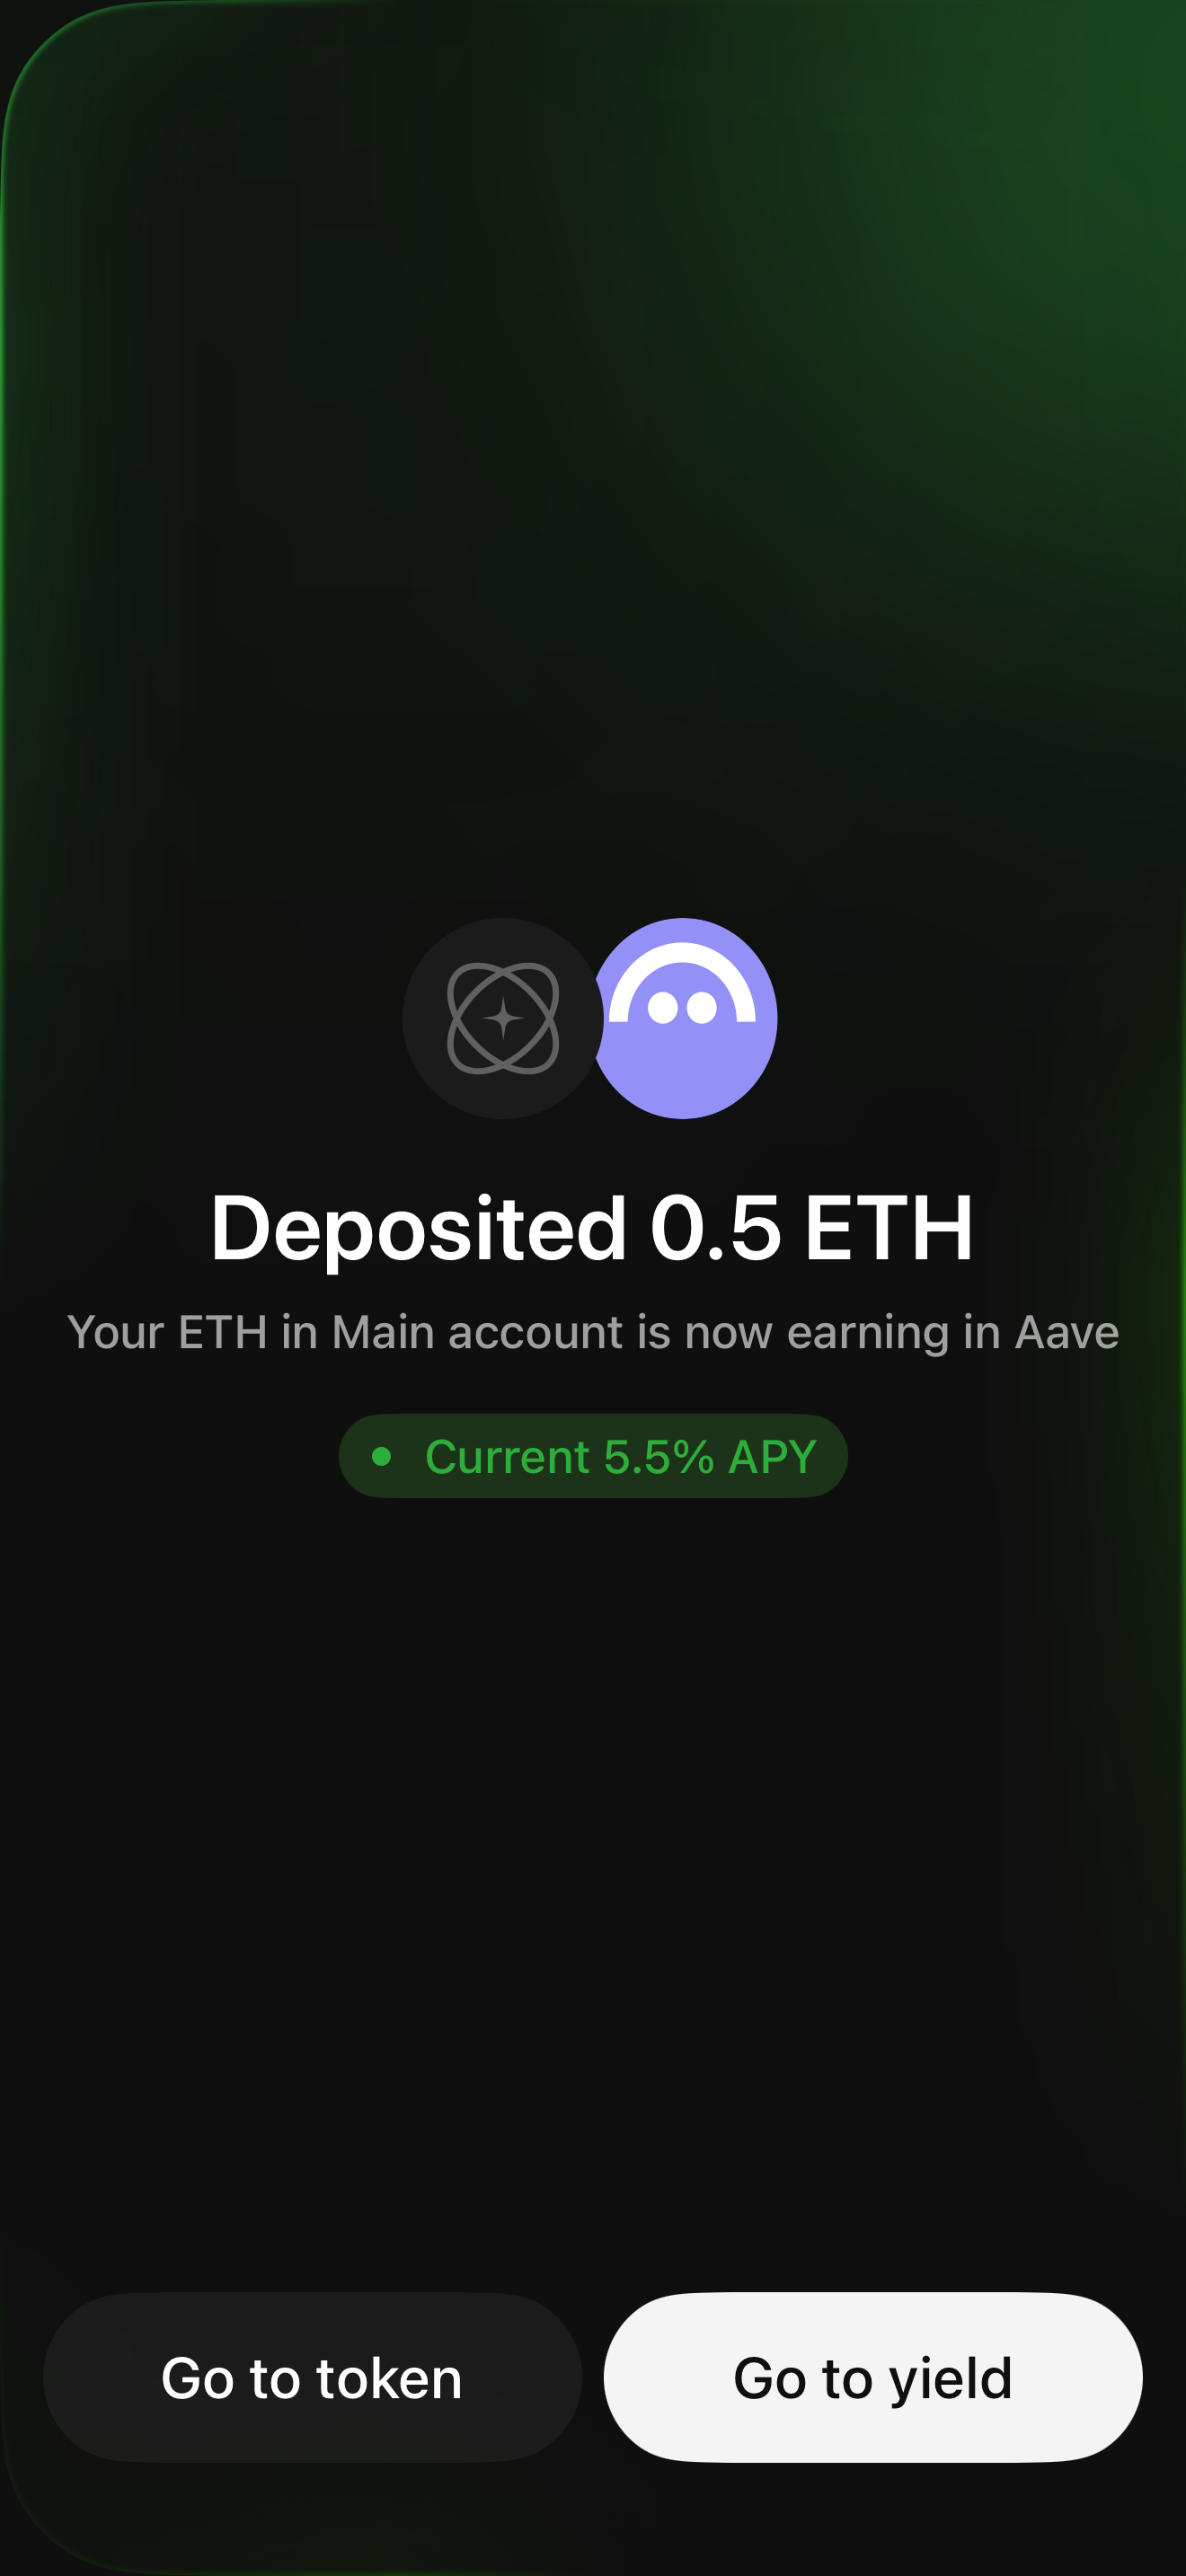 Deposited 0.5 ETH
Your ETH in Main account is now earning in Aave
Current 5.5% APY
Go to token
Go to yield